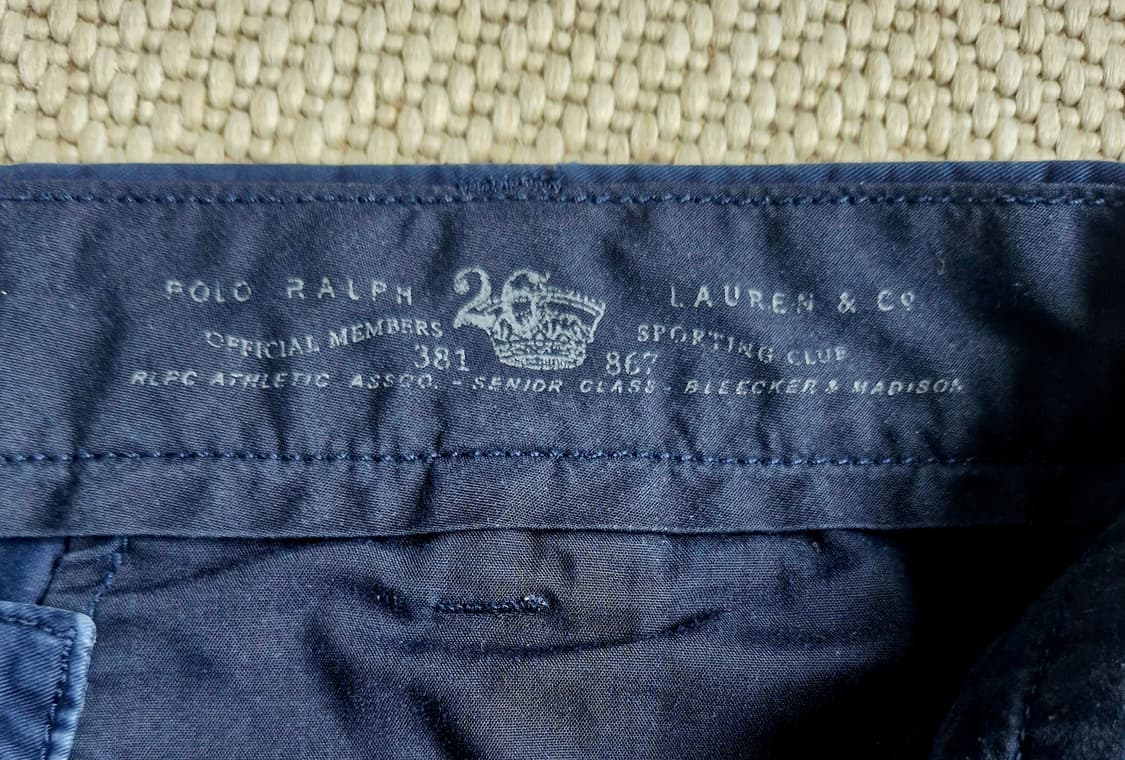 POLO RALPH 26 LAUREN & Cº
OFFICIAL MEMBERS SPORTING CLUB
381 867
RLPC ATHLETIC ASSCO. - SENIOR CLASS - BLEECKER & MADISON